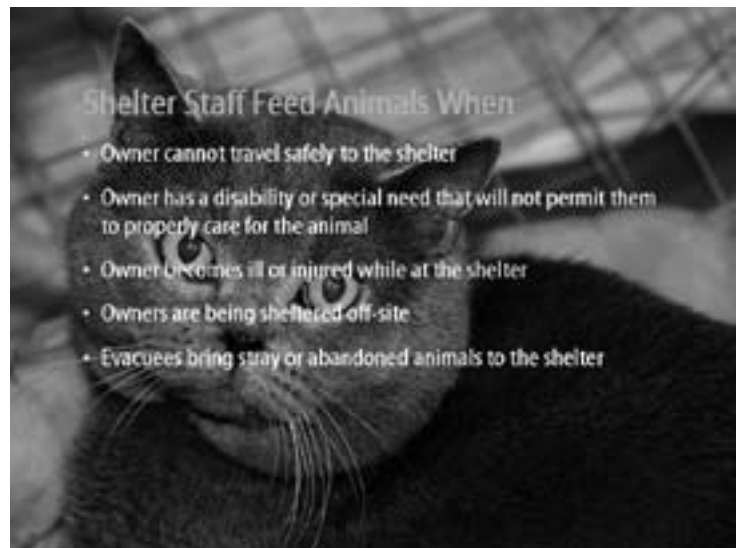 Shelter Staff Feed Animals When
• Owner cannot travel safely to the shelter
• Owner has a disability or special need that will not permit them
to properly care for the animal
• Owner becomes ill or injured while at the shelter
• Owners are being sheltered off-site
• Evacuees bring stray or abandoned animals to the shelter